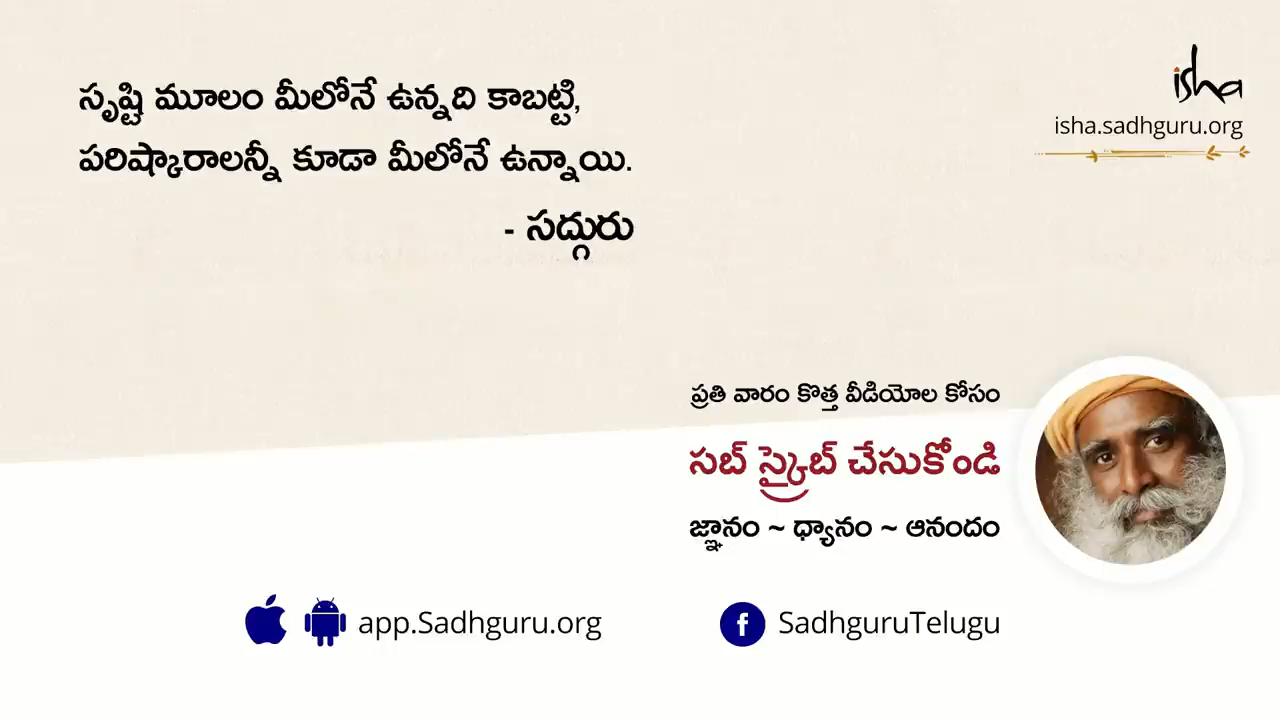 సృష్టి మూలం మీలోనే ఉన్నది కాబట్టి,
పరిష్కారాలన్నీ కూడా మీలోనే ఉన్నాయి.
- సద్గురు
isha
isha.sadhguru.org
ప్రతి వారం కొత్త వీడియోల కోసం
సబ్ స్క్రైబ్ చేసుకోండి
జ్ఞానం ~ ధ్యానం ~ ఆనందం
app.Sadhguru.org
f SadhguruTelugu